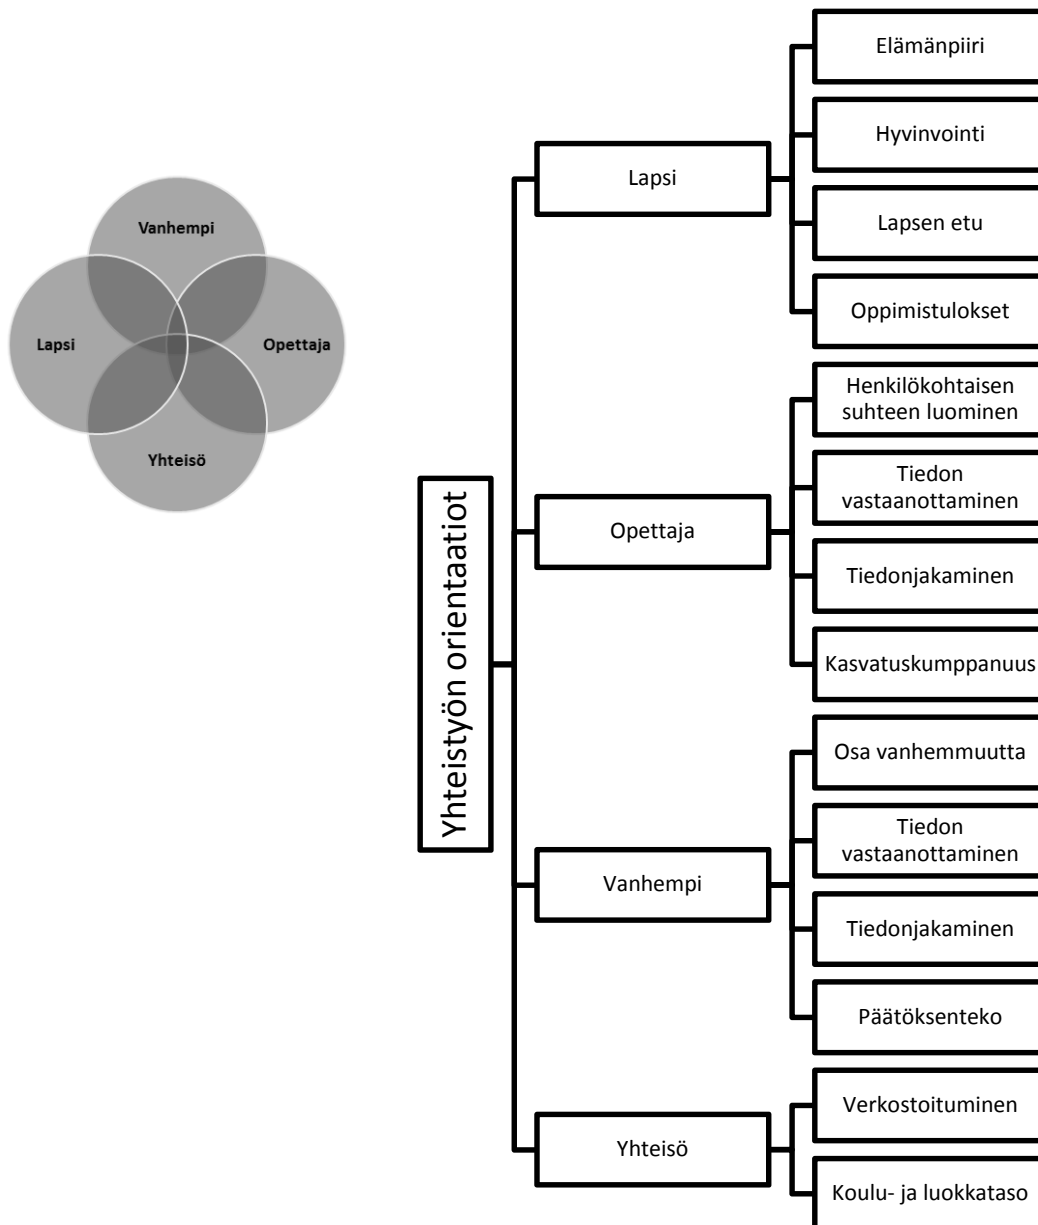 Vanhempi
Lapsi
Opettaja
Yhteisö
Yhteistyön orientaatiot
Lapsi
Elämänpiiri
Hyvinvointi
Lapsen etu
Oppimistulokset
Opettaja
Henkilökohtaisen
suhteen luominen
Tiedon
vastaanottaminen
Tiedonjakaminen
Kasvatuskumppanuus
Vanhempi
Osa vanhemmuutta
Tiedon
vastaanottaminen
Tiedonjakaminen
Päätöksenteko
Yhteisö
Verkostoituminen
Koulu- ja luokkataso